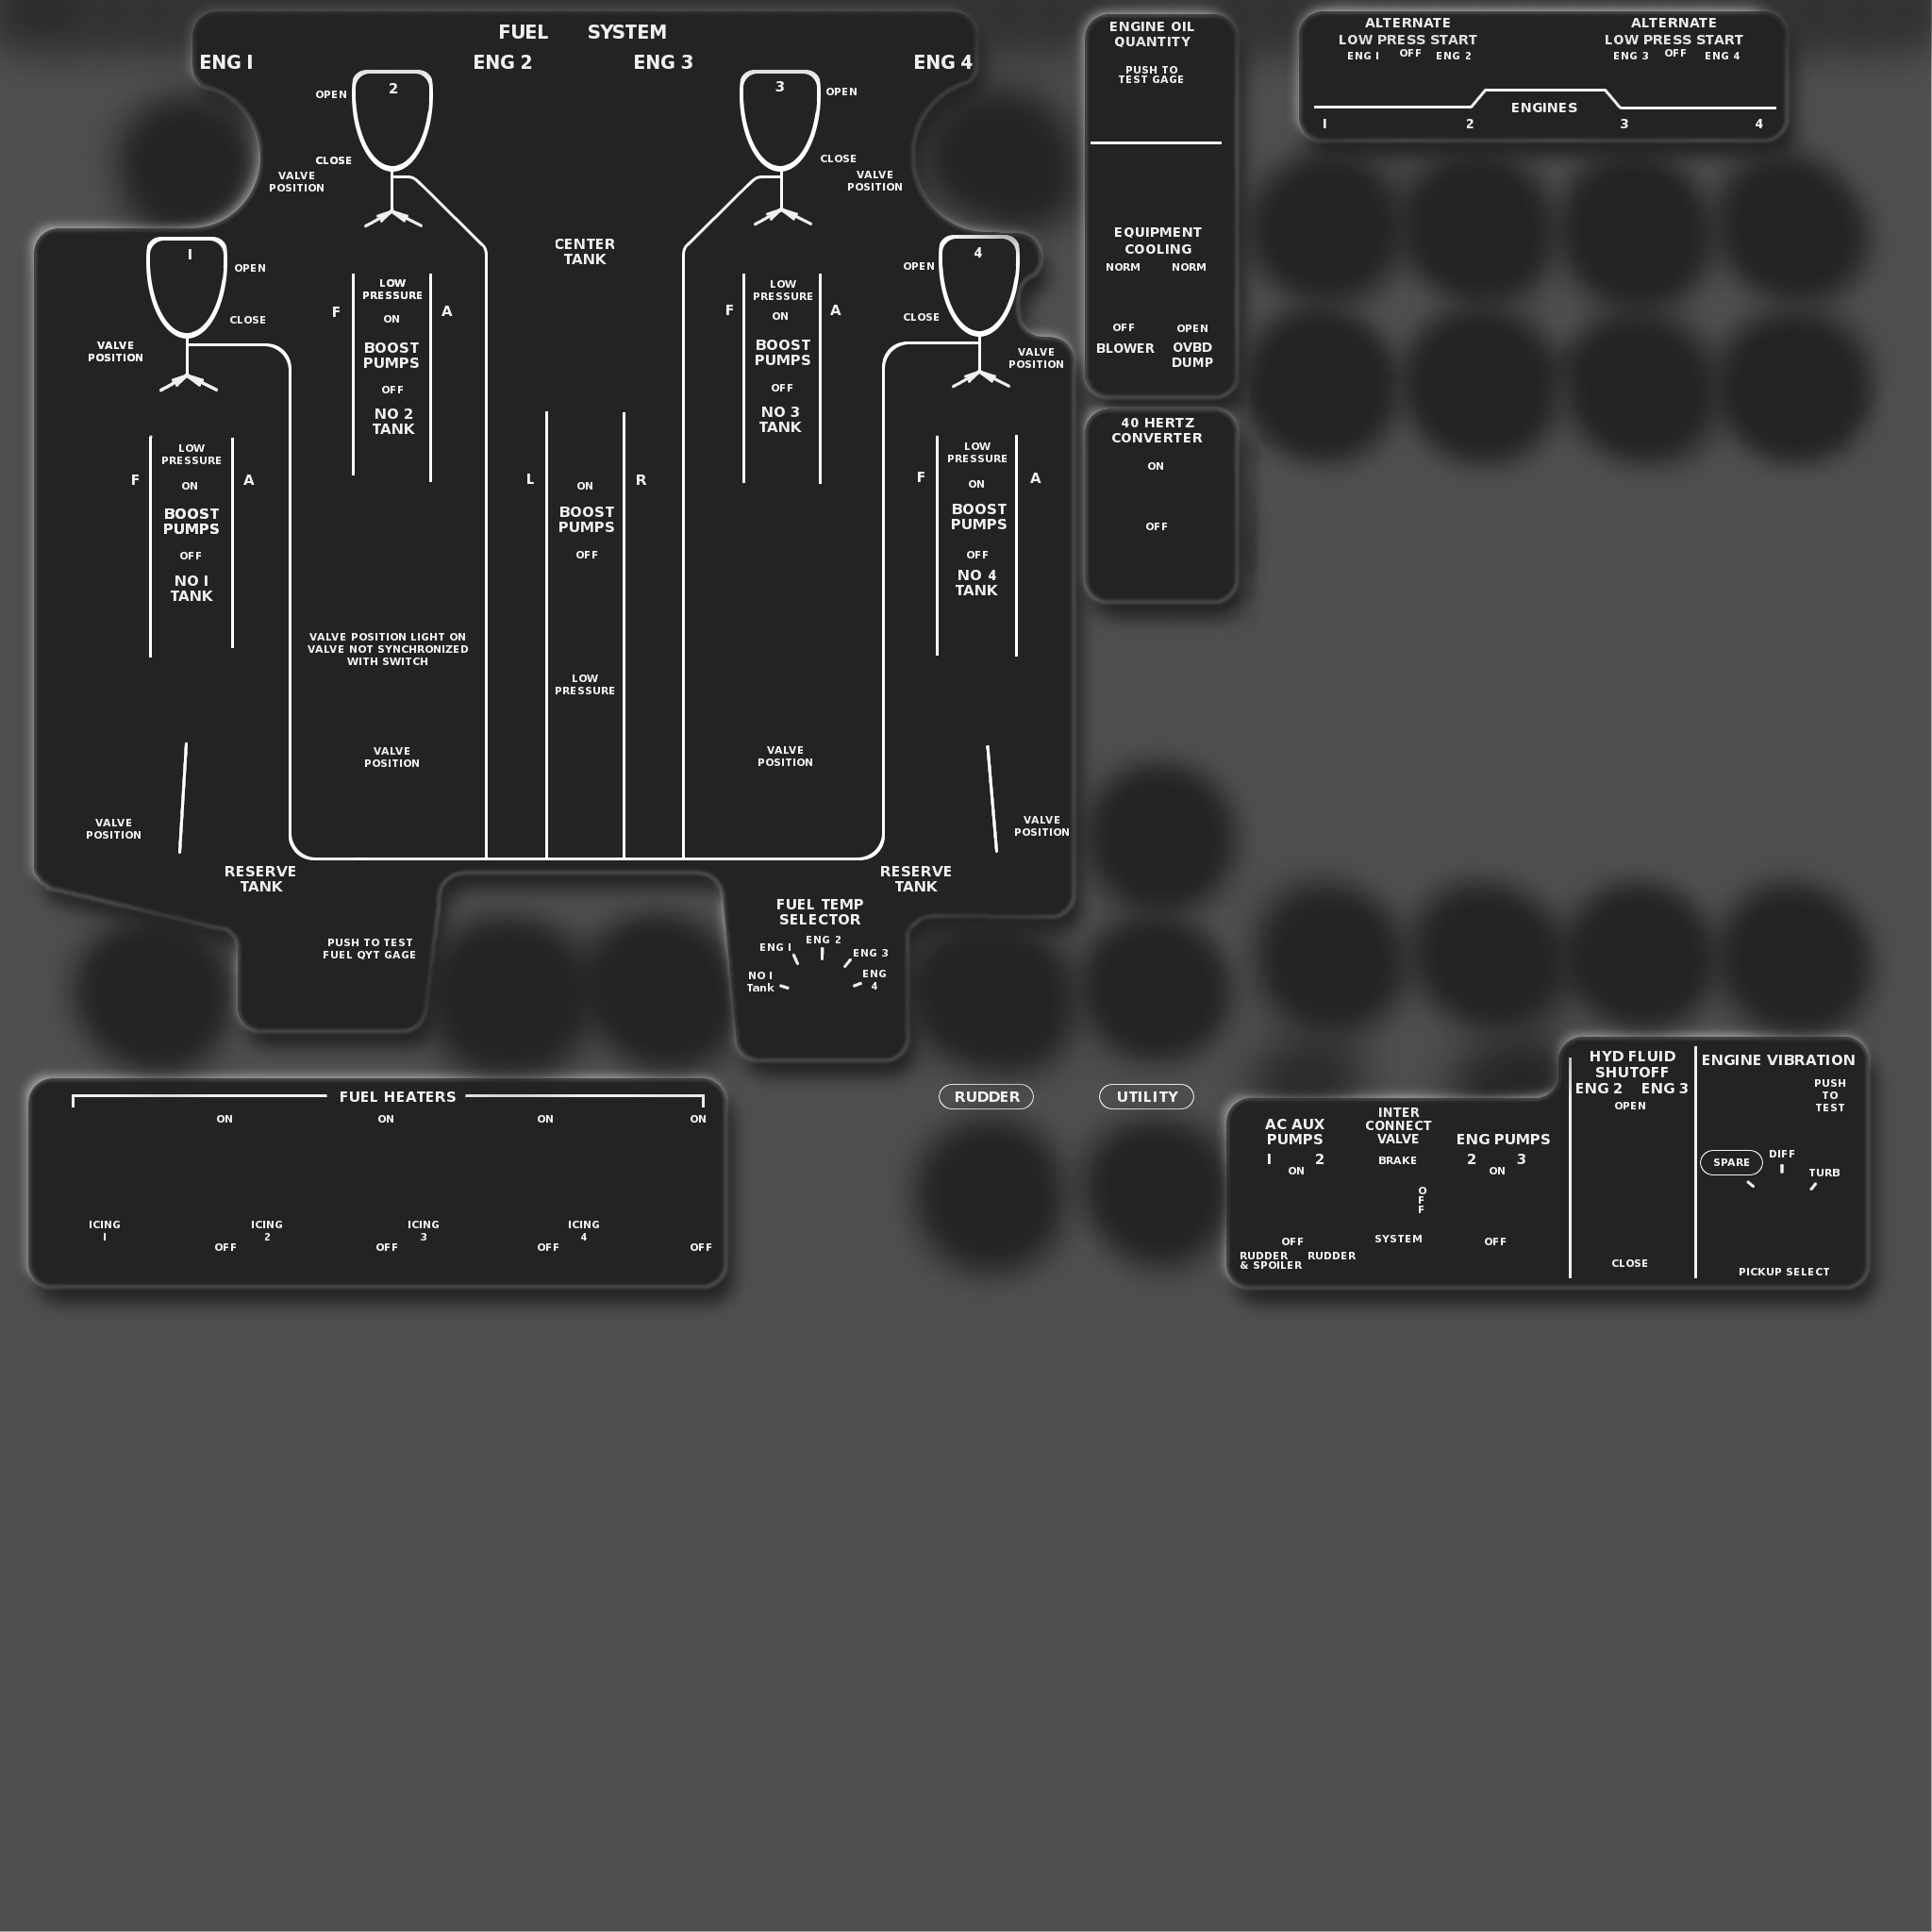 FUEL SYSTEM
ENG I
ENG 2
ENG 3
ENG 4
2
OPEN
CLOSE
VALVE
POSITION
3
OPEN
CLOSE
VALVE
POSITION
I
OPEN
CLOSE
VALVE
POSITION
CENTER
TANK
4
OPEN
CLOSE
VALVE
POSITION
F
LOW
PRESSURE
A
ON
BOOST
PUMPS
OFF
NO 2
TANK
F
LOW
PRESSURE
A
ON
BOOST
PUMPS
OFF
NO 3
TANK
F
LOW
PRESSURE
A
ON
BOOST
PUMPS
OFF
NO I
TANK
L
R
ON
BOOST
PUMPS
OFF
LOW
PRESSURE
F
LOW
PRESSURE
A
ON
BOOST
PUMPS
OFF
NO 4
TANK
VALVE POSITION LIGHT ON
VALVE NOT SYNCHRONIZED
WITH SWITCH
VALVE
POSITION
VALVE
POSITION
VALVE
POSITION
VALVE
POSITION
RESERVE
TANK
RESERVE
TANK
PUSH TO TEST
FUEL QYT GAGE
FUEL TEMP
SELECTOR
NO I
Tank
ENG I
ENG 2
ENG 3
ENG
4
ENGINE OIL
QUANTITY
PUSH TO
TEST GAGE
EQUIPMENT
COOLING
NORM NORM
OFF OPEN
BLOWER
OVBD
DUMP
40 HERTZ
CONVERTER
ON
OFF
ALTERNATE
LOW PRESS START
ENG I OFF ENG 2
ALTERNATE
LOW PRESS START
ENG 3 OFF ENG 4
ENGINES
I 2 3 4
FUEL HEATERS
ON ON ON ON
ICING
I
OFF
ICING
2
OFF
ICING
3
OFF
ICING
4
OFF
RUDDER
UTILITY
AC AUX
PUMPS
I 2
ON
OFF
RUDDER
& SPOILER
RUDDER
INTER
CONNECT
VALVE
BRAKE
O
F
F
SYSTEM
ENG PUMPS
2 3
ON
OFF
HYD FLUID
SHUTOFF
ENG 2 ENG 3
OPEN
CLOSE
ENGINE VIBRATION
PUSH
TO
TEST
SPARE
DIFF
TURB
PICKUP SELECT